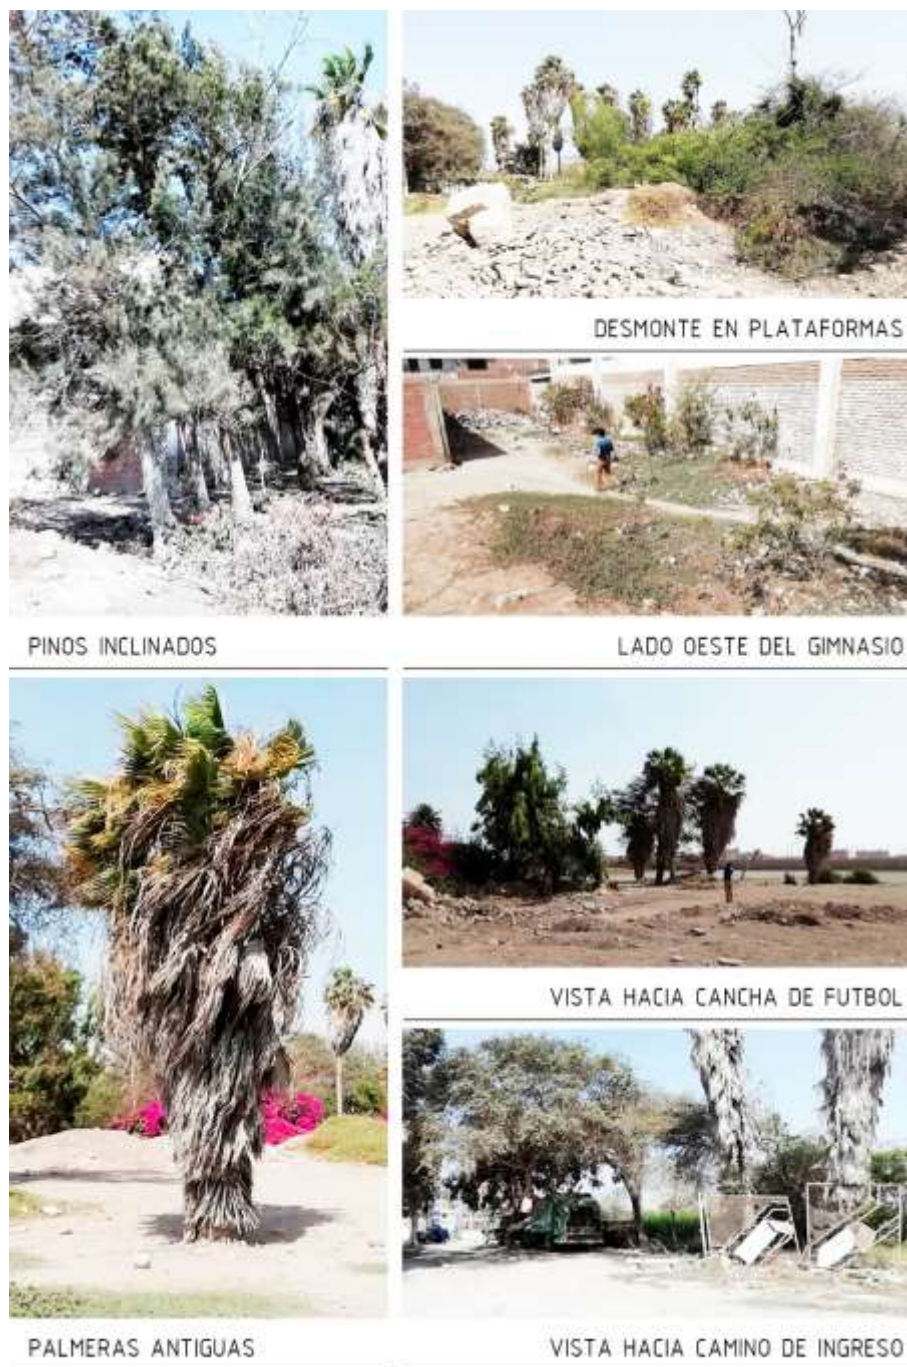 DESMONTE EN PLATAFORMAS
PINOS INCLINADOS
LADO OESTE DEL GIMNASIO
VISTA HACIA CANCHA DE FUTBOL
PALMERAS ANTIGUAS
VISTA HACIA CAMINO DE INGRESO